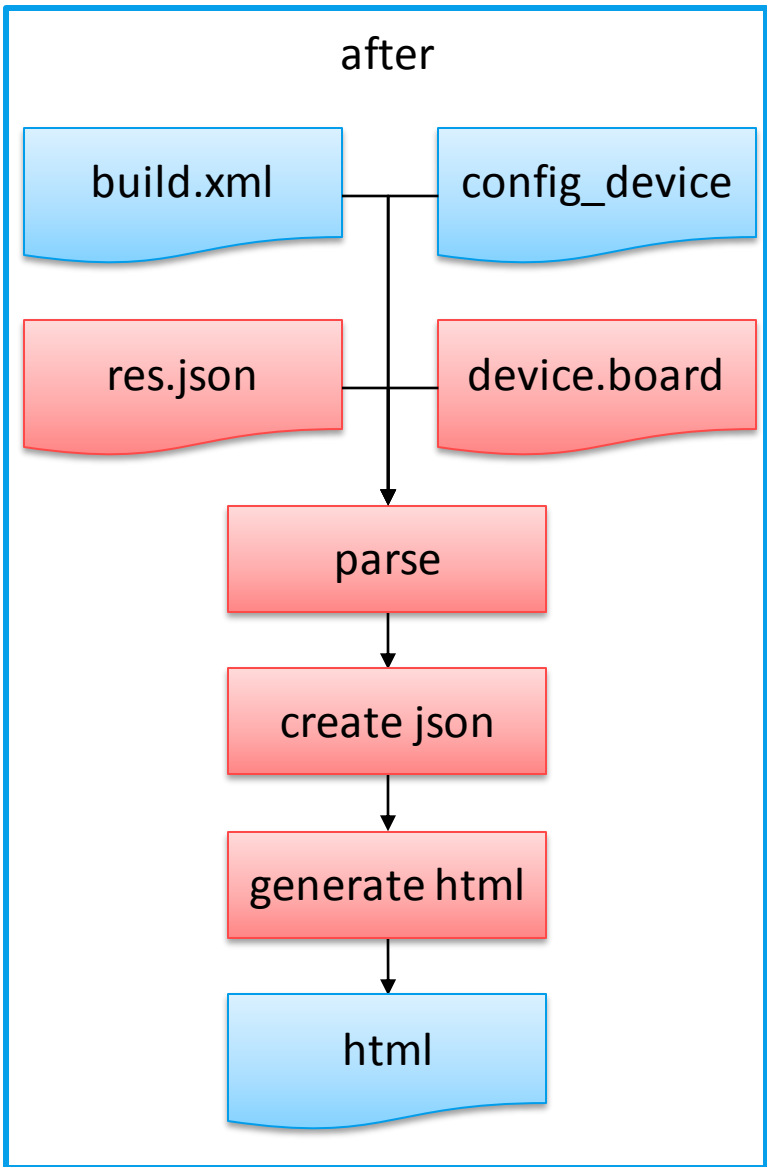 after
build.xml
config_device
res.json
device.board
parse
create json
generate html
html